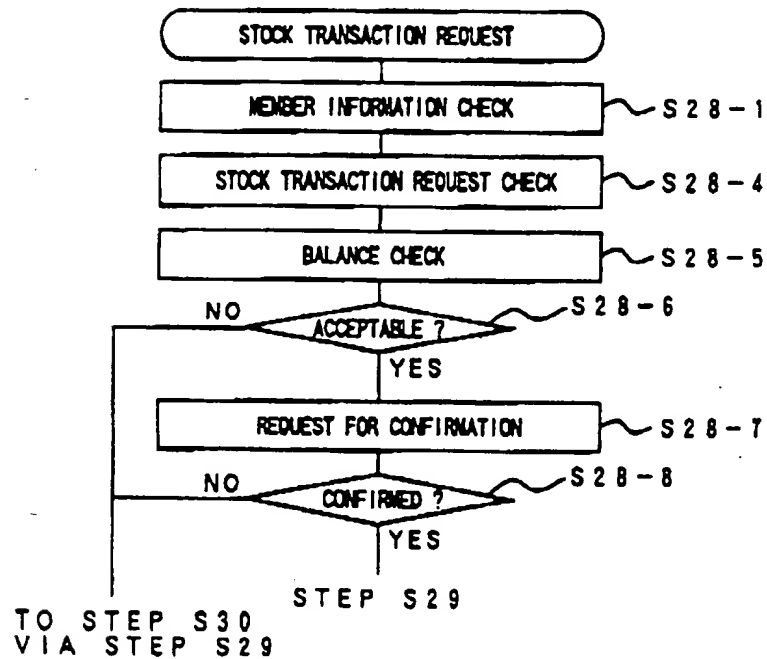 STOCK TRANSACTION REQUEST
MEMBER INFORMATION CHECK
S28-1
STOCK TRANSACTION REQUEST CHECK
S28-4
BALANCE CHECK
S28-5
NO
ACCEPTABLE ?
S28-6
YES
REQUEST FOR CONFIRMATION
S28-7
NO
CONFIRMED ?
S28-8
YES
STEP S29
TO STEP S30
VIA STEP S29